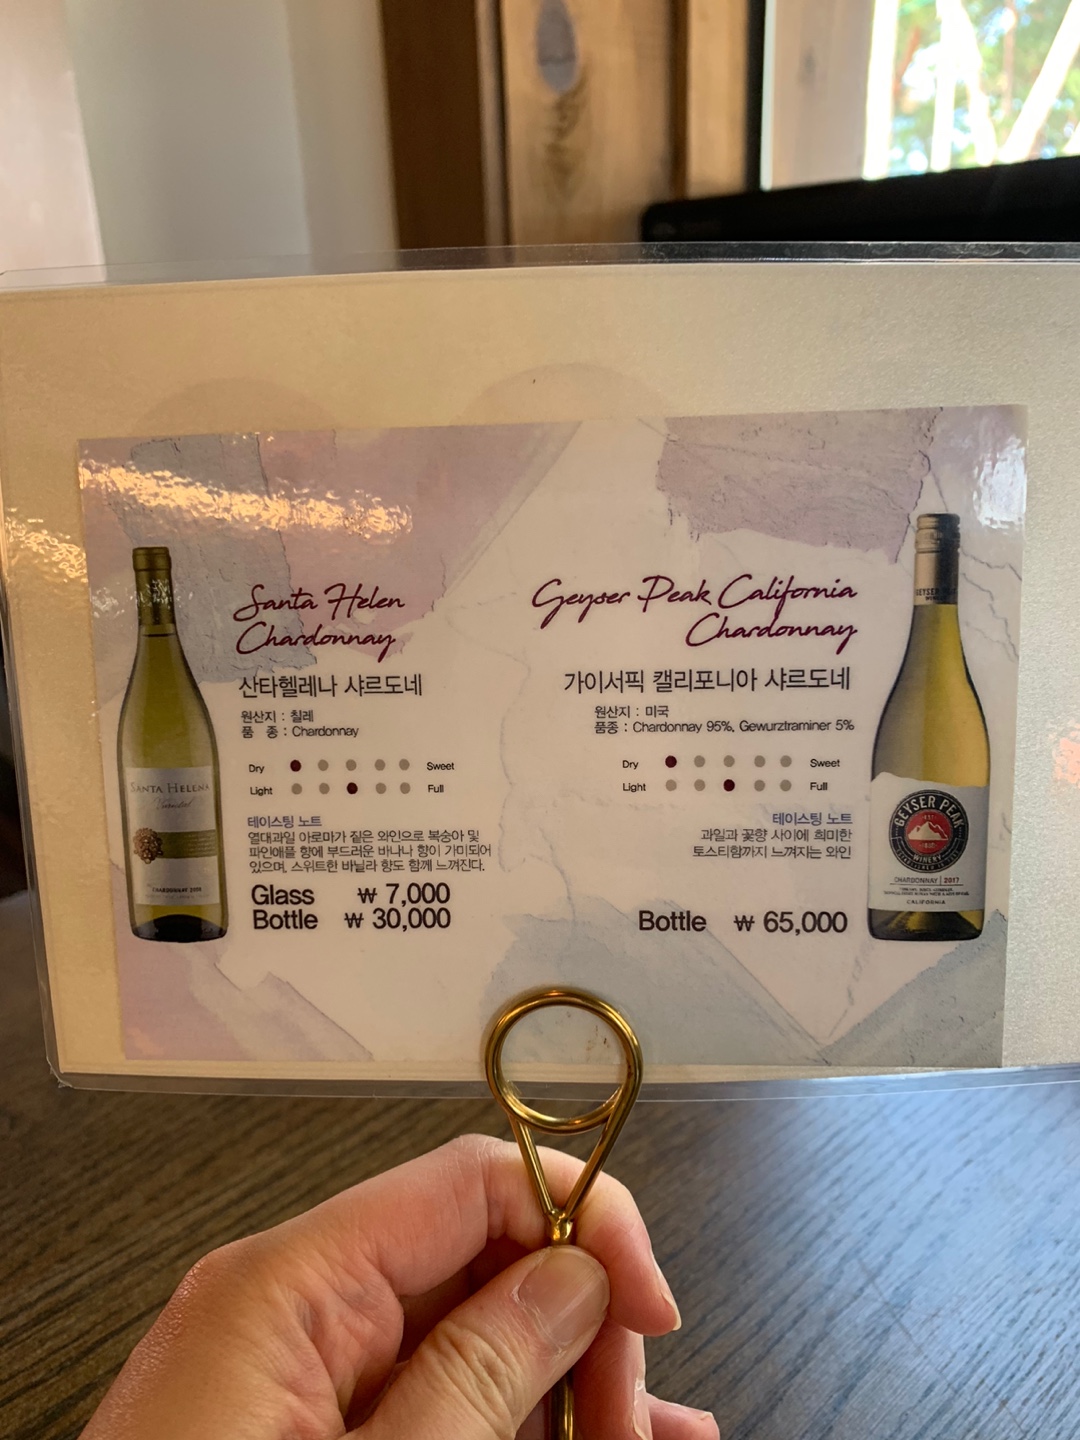 Santa Helen
Chardonnay
산타헬레나 샤르도네
원산지 : 칠레
품 종 : Chardonnay
Dry Sweet
Light Full
테이스팅 노트
열대과일 아로마가 짙은 와인으로 복숭아 및
파인애플 향에 부드러운 바나나 향이 가미되어
있으며, 스위트한 바닐라 향도 함께 느껴진다.
Glass ₩ 7,000
Bottle ₩ 30,000
SANTA HELENA
Varietal
CHARDONNAY
Geyser Peak California
Chardonnay
가이서픽 캘리포니아 샤르도네
원산지 : 미국
품종 : Chardonnay 95%, Gewurztraminer 5%
Dry Sweet
Light Full
테이스팅 노트
과일과 꽃향 사이에 희미한
토스티함까지 느껴지는 와인
Bottle ₩ 65,000
GEYSER
GEYSER PEAK
WINERY
CHARDONNAY | 2017
CALIFORNIA